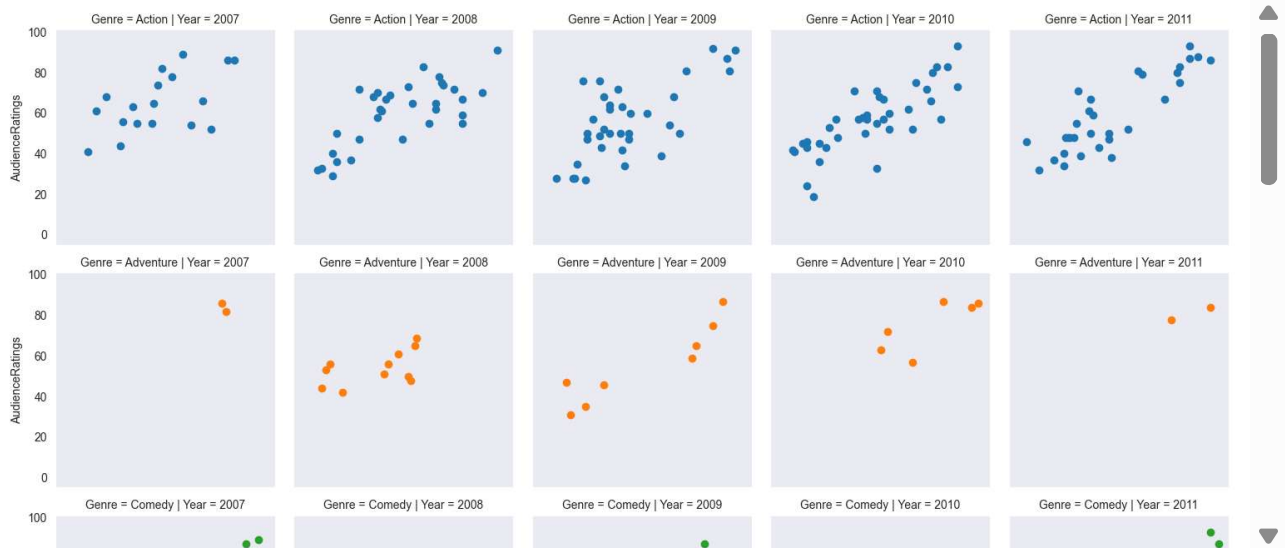 Genre = Action | Year = 2007
Genre = Action | Year = 2008
Genre = Action | Year = 2009
Genre = Action | Year = 2010
Genre = Action | Year = 2011
100
80
60
40
20
0
AudienceRatings
Genre = Adventure | Year = 2007
Genre = Adventure | Year = 2008
Genre = Adventure | Year = 2009
Genre = Adventure | Year = 2010
Genre = Adventure | Year = 2011
100
80
60
40
20
0
AudienceRatings
Genre = Comedy | Year = 2007
Genre = Comedy | Year = 2008
Genre = Comedy | Year = 2009
Genre = Comedy | Year = 2010
Genre = Comedy | Year = 2011
100